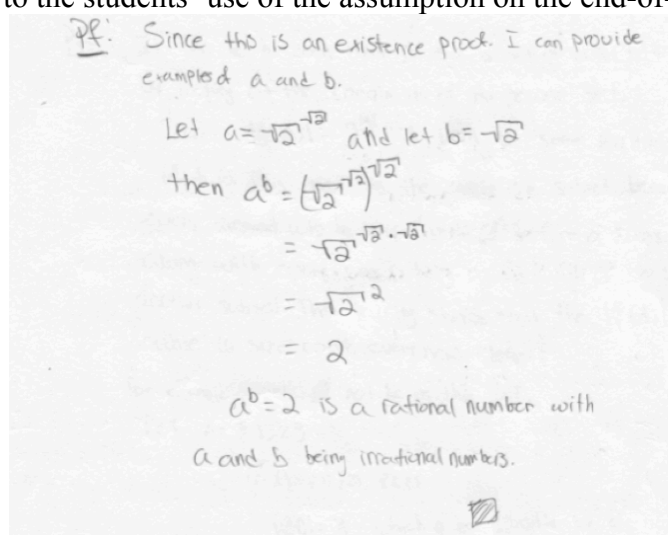 to the students' use of the assumption on the end-of-
Pf: Since ths is an existence proof. I can provide
examples of a and b.
Let a = √2^√2 and let b = √2
then a^b = (√2^√2)^√2
= √2^√2·√2
= √2^2
= 2
a^b = 2 is a rational number with
a and b being irrational numbers.